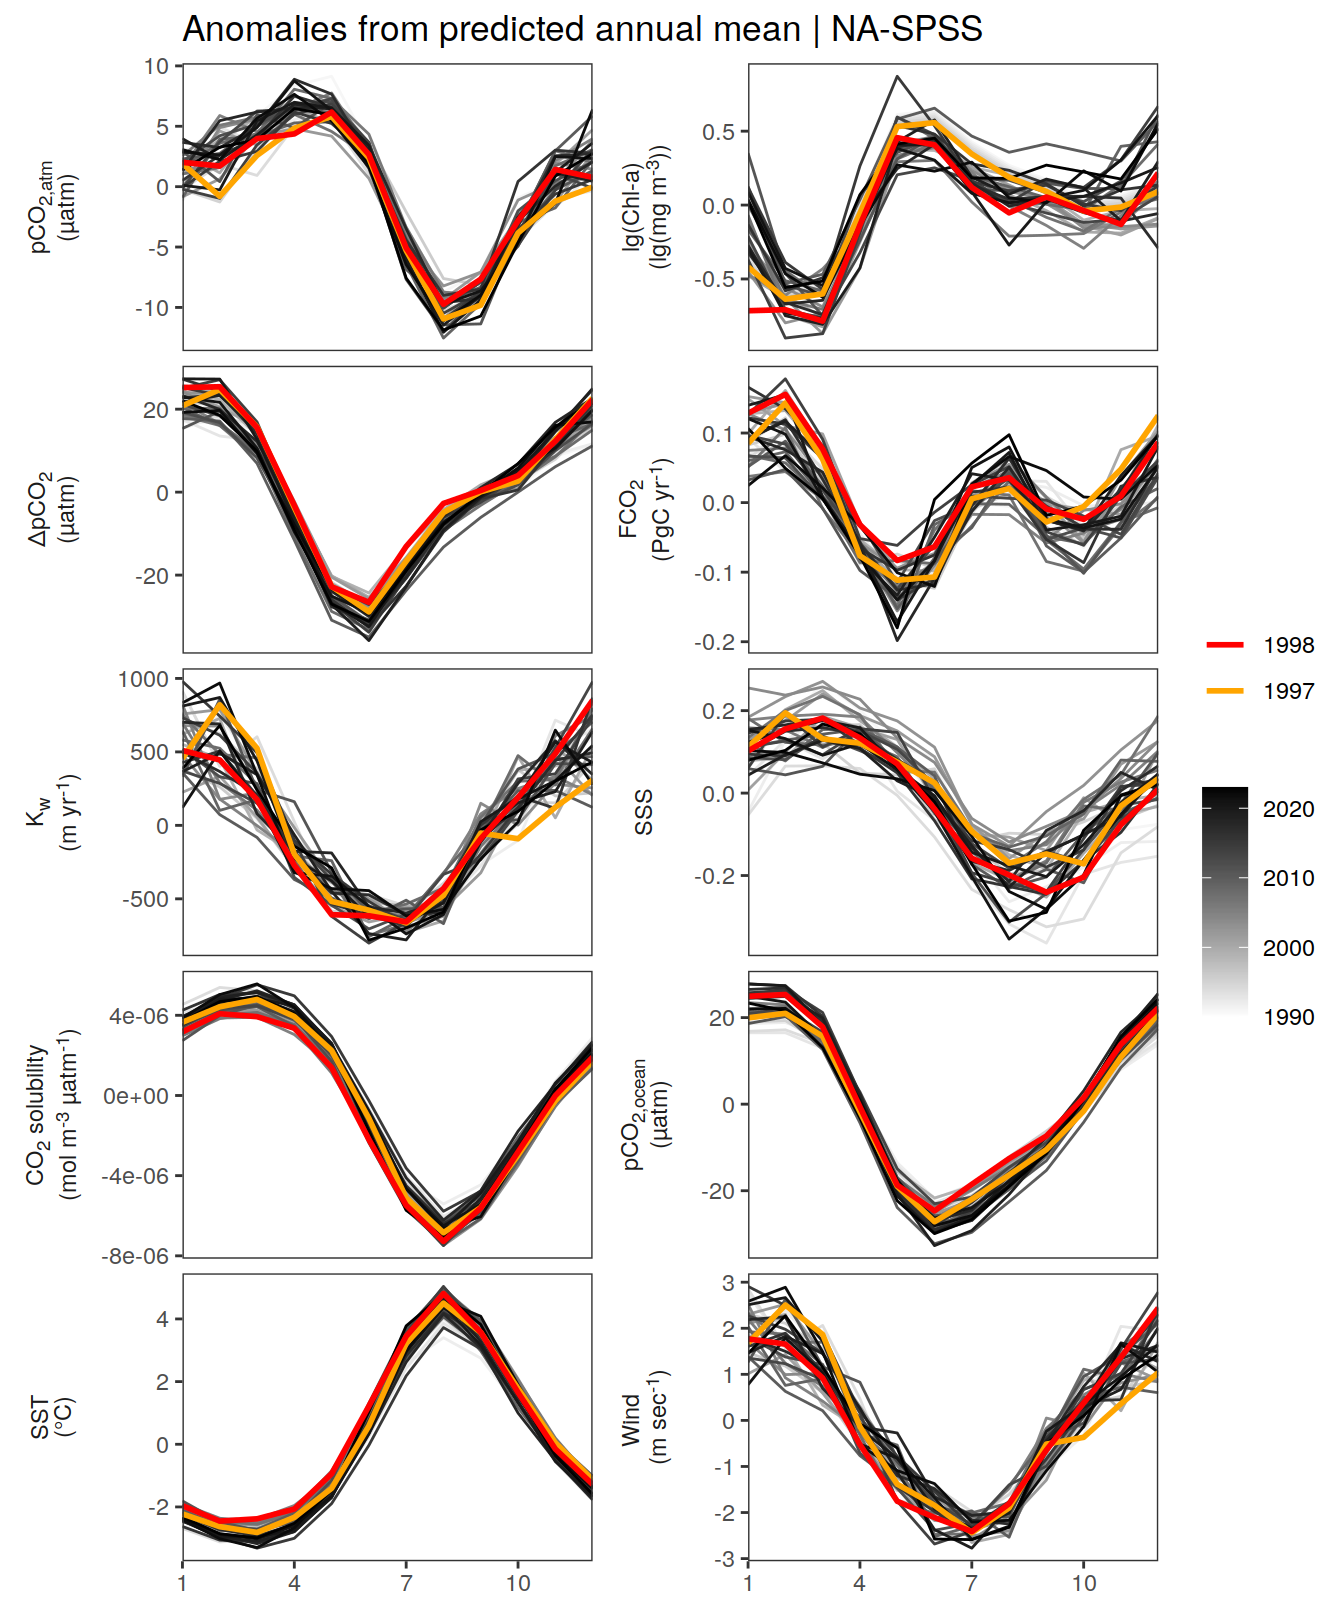 Anomalies from predicted annual mean | NA-SPSS
pCO2,atm
(µatm)
10
5
0
-5
-10
lg(Chl-a)
(lg(mg m-3))
0.5
0.0
-0.5
ΔpCO2
(µatm)
20
0
-20
FCO2
(PgC yr-1)
0.1
0.0
-0.1
-0.2
Kw
(m yr-1)
1000
500
0
-500
SSS
0.2
0.0
-0.2
CO2 solubility
(mol m-3 µatm-1)
4e-06
0e+00
-4e-06
-8e-06
pCO2,ocean
(µatm)
20
0
-20
SST
(°C)
4
2
0
-2
1 4 7 10
Wind
(m sec-1)
3
2
1
0
-1
-2
-3
1 4 7 10
1998
1997
2020
2010
2000
1990